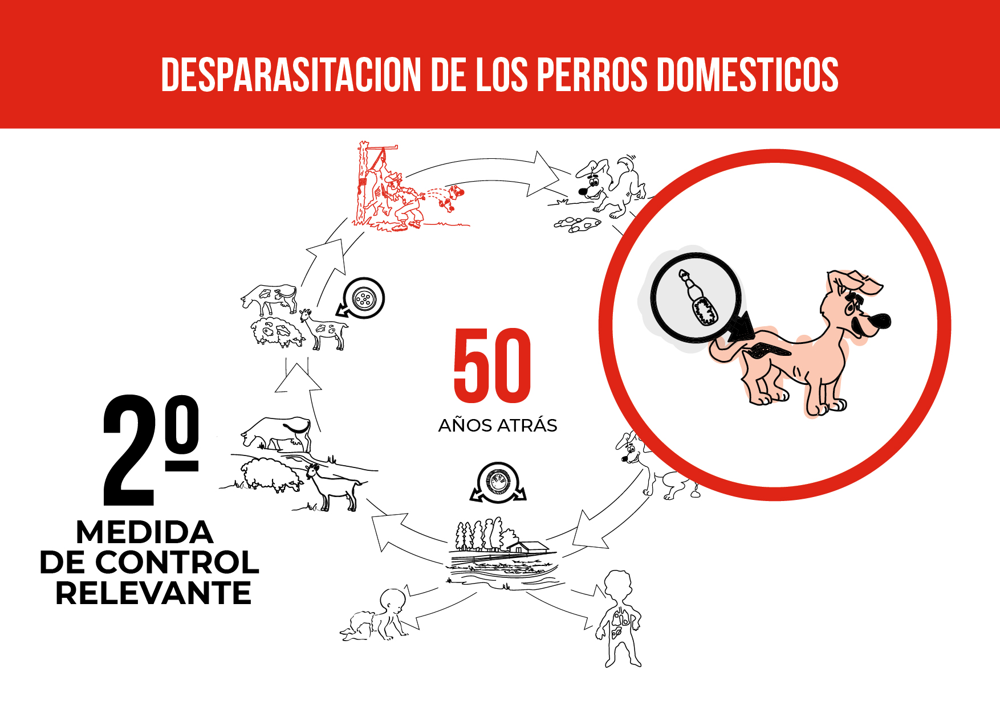 DESPARASITACION DE LOS PERROS DOMESTICOS
50
AÑOS ATRÁS
2º
MEDIDA
DE CONTROL
RELEVANTE